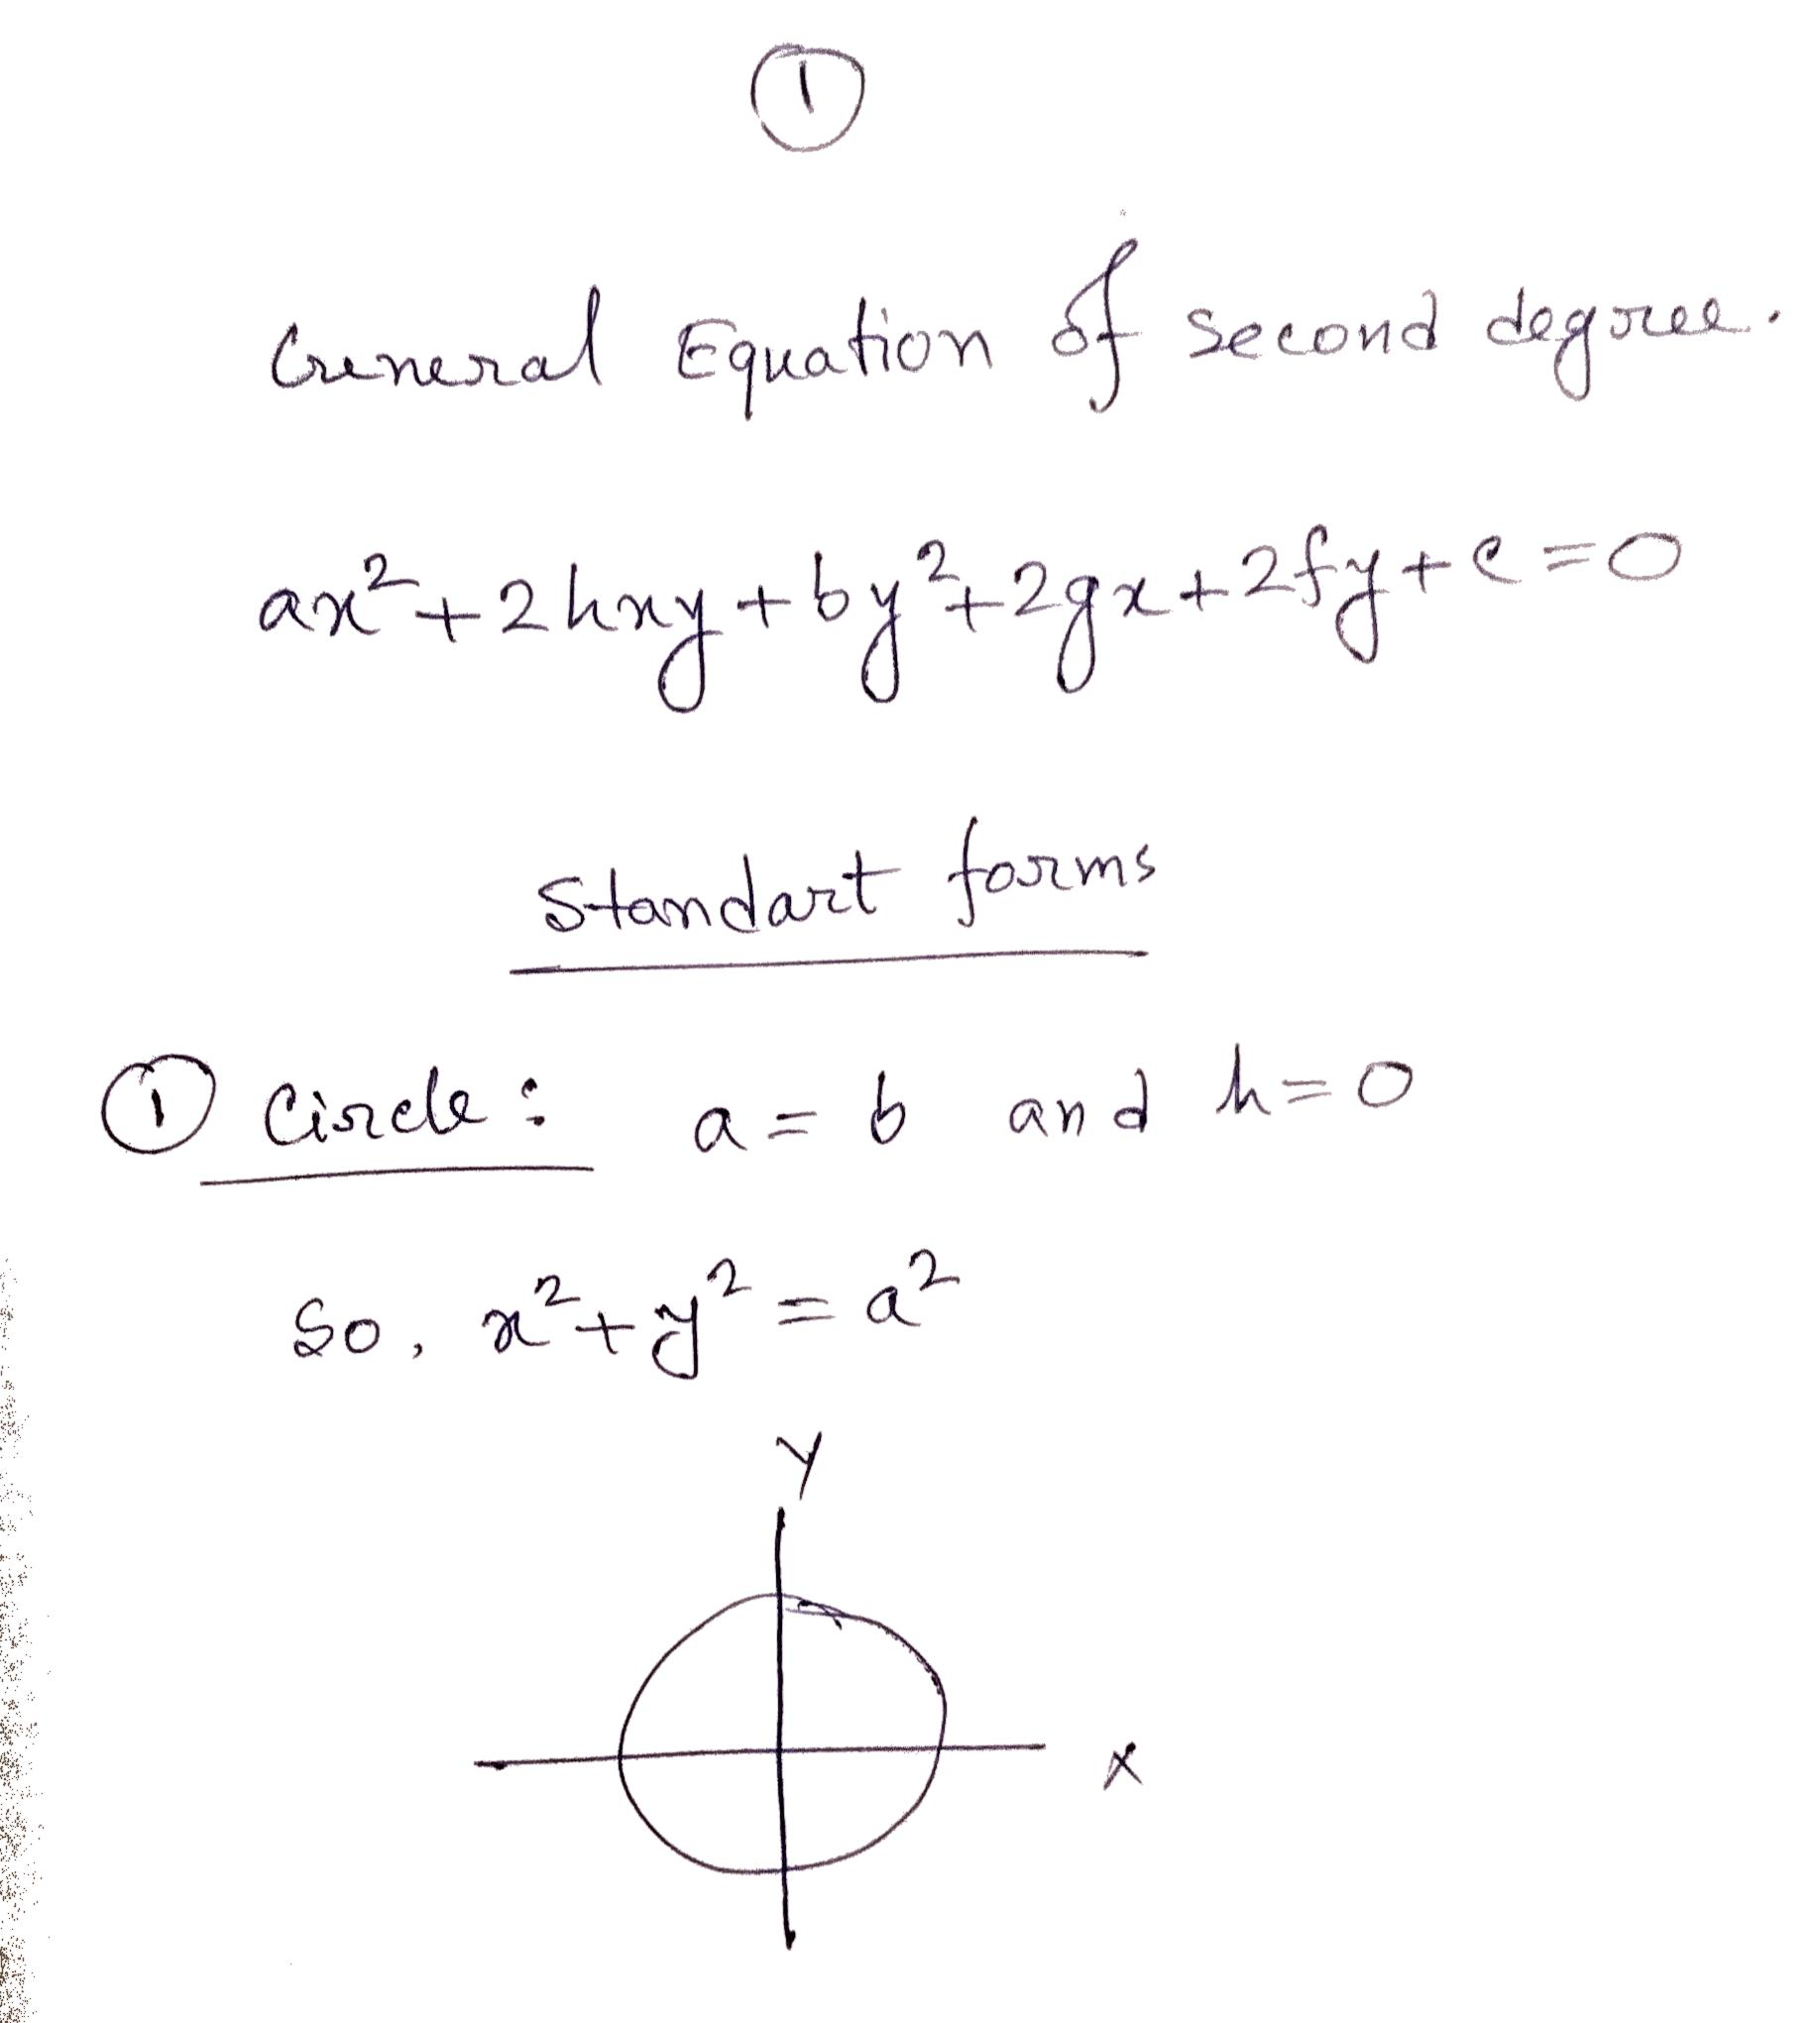 ①
General Equation of second degree.
ax²+2hxy+by²+2gx+2fy+c=0
Standart forms
① Circle: a=b and h=0
So, x²+y²=a²
Y
X